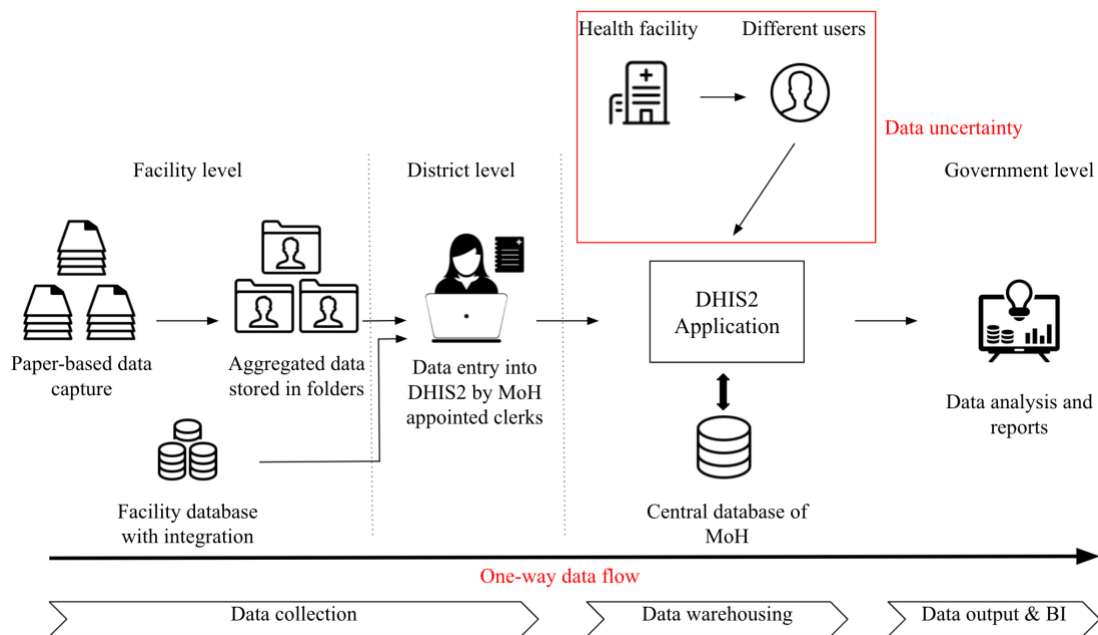 Health facility
Different users
Data uncertainty
Facility level
District level
Government level
Paper-based data
capture
Aggregated data
stored in folders
Data entry into
DHIS2 by MoH
appointed clerks
DHIS2
Application
Data analysis and
reports
Facility database
with integration
Central database of
MoH
One-way data flow
Data collection
Data warehousing
Data output & BI